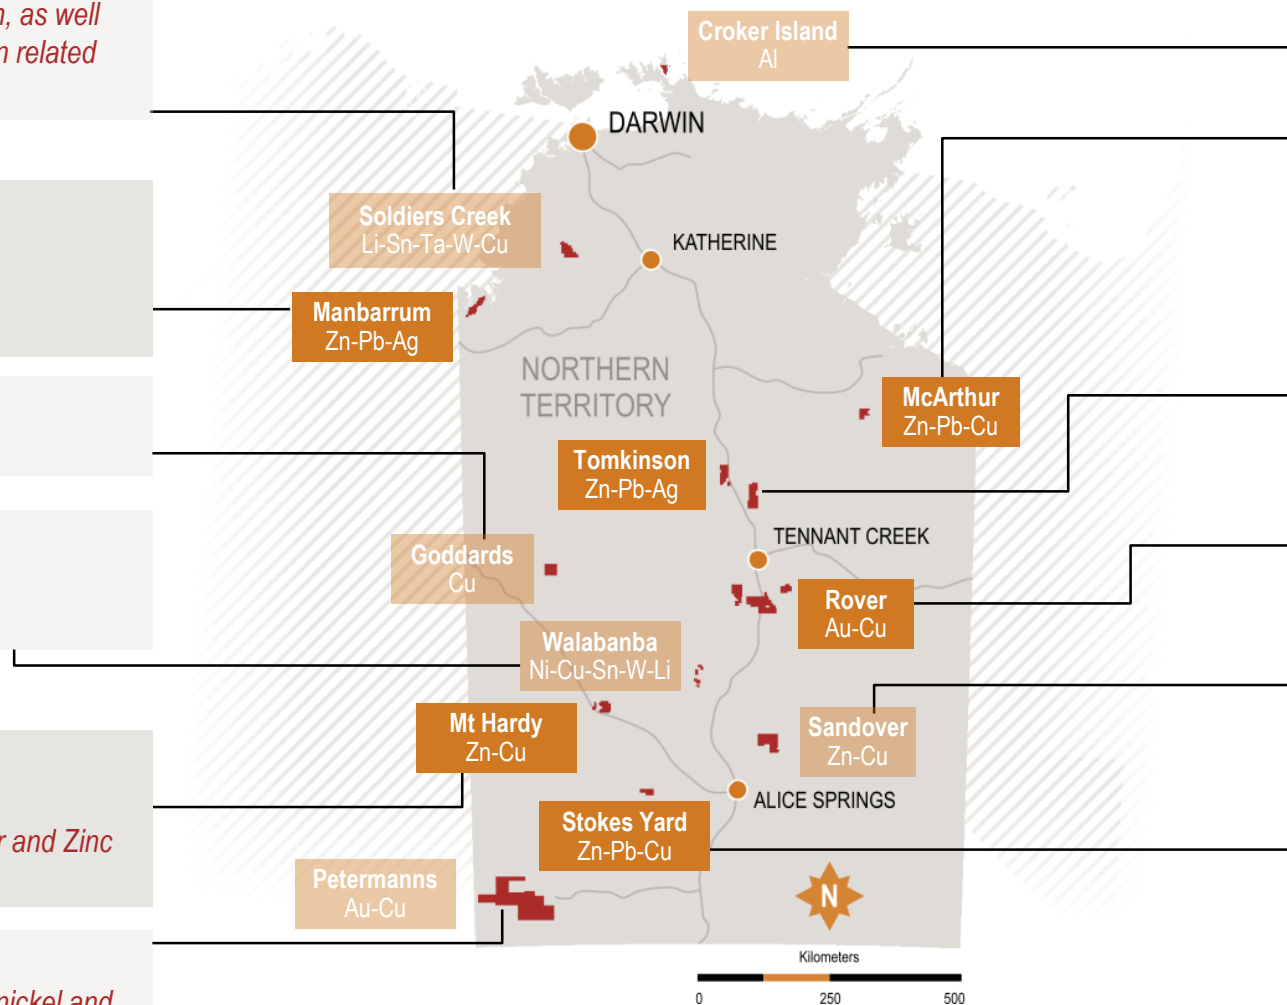 n, as well
n related
Croker Island
Al
DARWIN
Soldiers Creek
Li-Sn-Ta-W-Cu
KATHERINE
Manbarrum
Zn-Pb-Ag
NORTHERN
TERRITORY
McArthur
Zn-Pb-Cu
Tomkinson
Zn-Pb-Ag
TENNANT CREEK
Goddards
Cu
Rover
Au-Cu
Walabanba
Ni-Cu-Sn-W-Li
Mt Hardy
Zn-Cu
Sandover
Zn-Cu
ALICE SPRINGS
r and Zinc
Stokes Yard
Zn-Pb-Cu
Petermanns
Au-Cu
N
Kilometers
0 250 500
nickel and